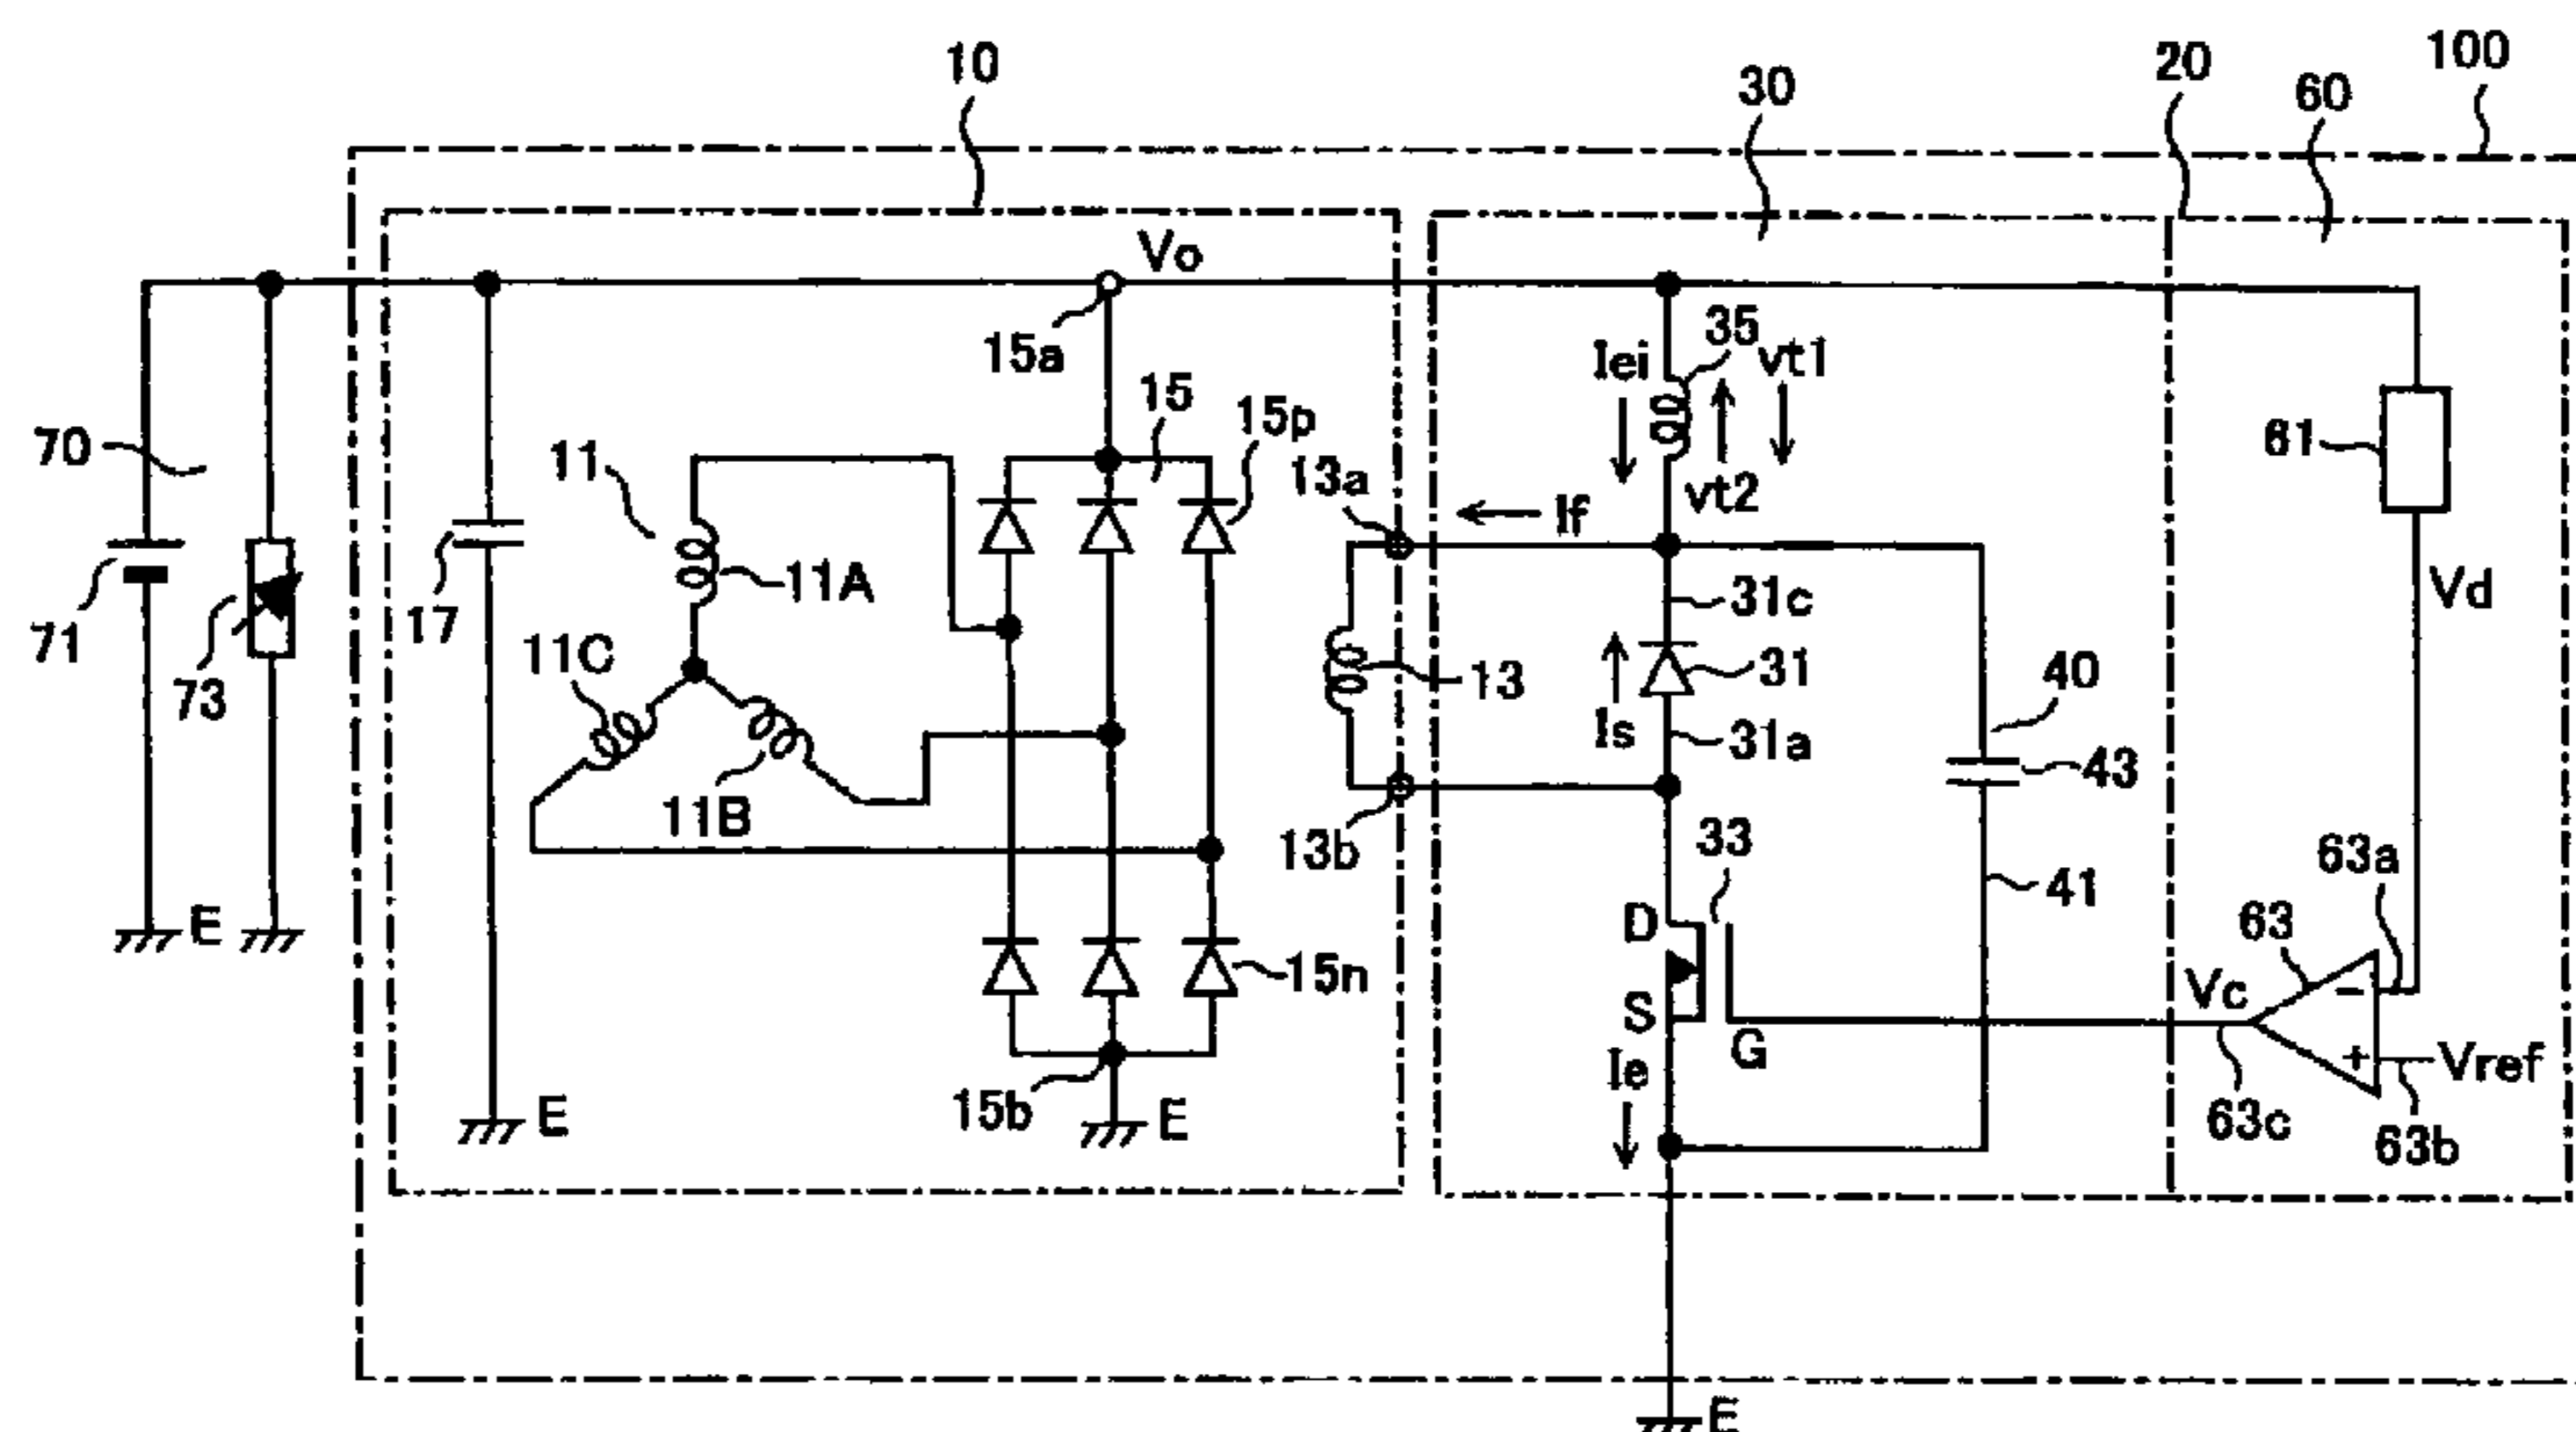 10
30
20
60
100
Vo
15a
35
Iei
vt1
vt2
15
15p
61
70
11
13a
If
11A
31c
Vd
71
17
73
11C
13
31
Is
40
31a
43
11B
13b
33
63a
41
D
63
E
15n
S
Vc
−
G
+
Vref
Ie
15b
E
E
63c
63b
E